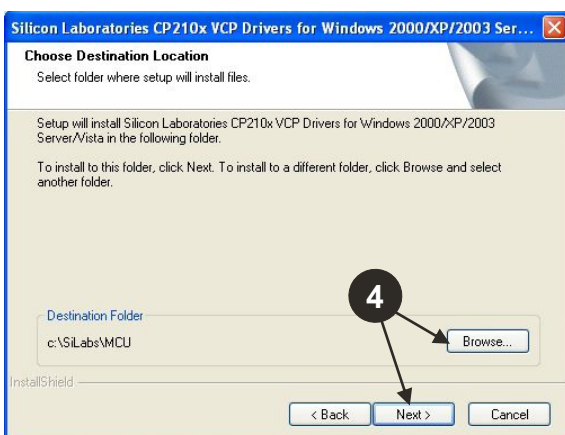 Silicon Laboratories CP210x VCP Drivers for Windows 2000/XP/2003 Ser...
Choose Destination Location
Select folder where setup will install files.
Setup will install Silicon Laboratories CP210x VCP Drivers for Windows 2000/XP/2003
Server/Vista in the following folder.
To install to this folder, click Next. To install to a different folder, click Browse and select
another folder.
4
Destination Folder
c:\SiLabs\MCU
Browse...
InstallShield
< Back
Next >
Cancel